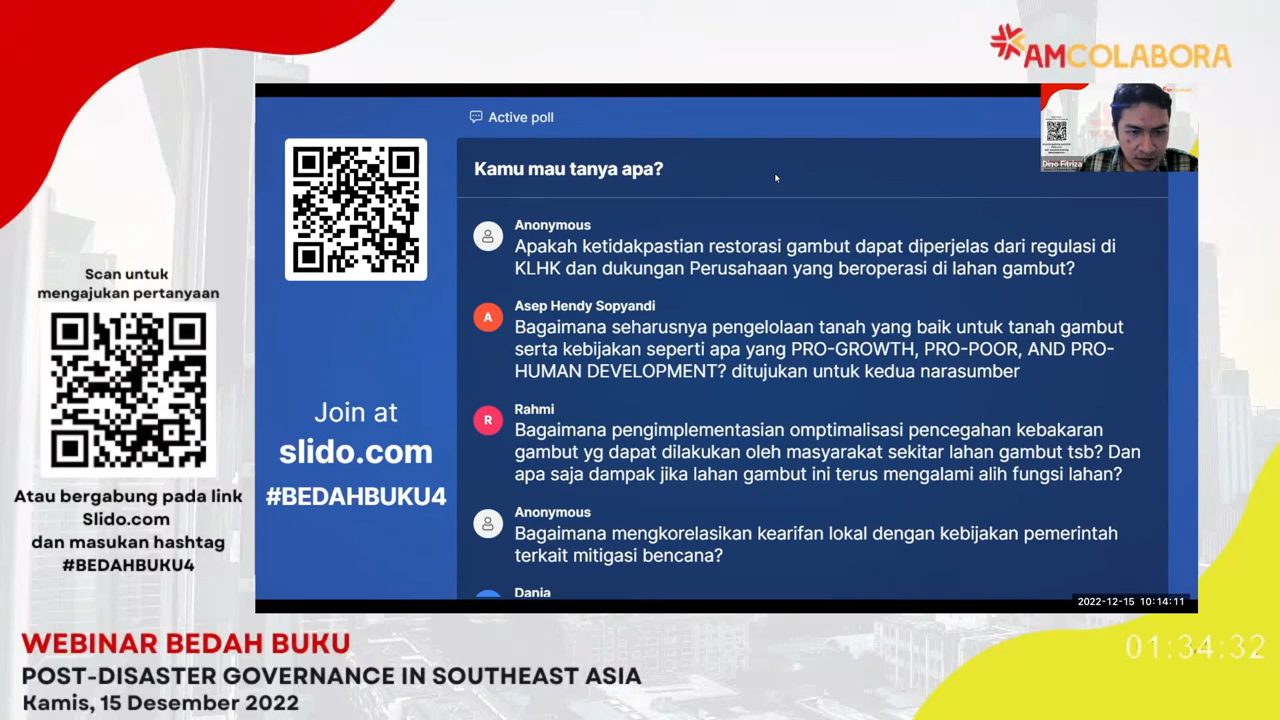 AMCOLABORA
Active poll
Kamu mau tanya apa?
Dino Fitriza
Anonymous
Apakah ketidakpastian restorasi gambut dapat diperjelas dari regulasi di
KLHK dan dukungan Perusahaan yang beroperasi di lahan gambut?
A
Asep Hendy Sopyandi
Bagaimana seharusnya pengelolaan tanah yang baik untuk tanah gambut
serta kebijakan seperti apa yang PRO-GROWTH, PRO-POOR, AND PRO-
HUMAN DEVELOPMENT? ditujukan untuk kedua narasumber
R
Rahmi
Bagaimana pengimplementasian omptimalisasi pencegahan kebakaran
gambut yg dapat dilakukan oleh masyarakat sekitar lahan gambut tsb? Dan
apa saja dampak jika lahan gambut ini terus mengalami alih fungsi lahan?
Anonymous
Bagaimana mengkorelasikan kearifan lokal dengan kebijakan pemerintah
terkait mitigasi bencana?
Dania
Join at
slido.com
#BEDAHBUKU4
Scan untuk
mengajukan pertanyaan
Atau bergabung pada link
Slido.com
dan masukan hashtag
#BEDAHBUKU4
2022-12-15 10:14:11
WEBINAR BEDAH BUKU
POST-DISASTER GOVERNANCE IN SOUTHEAST ASIA
Kamis, 15 Desember 2022
01:34:32